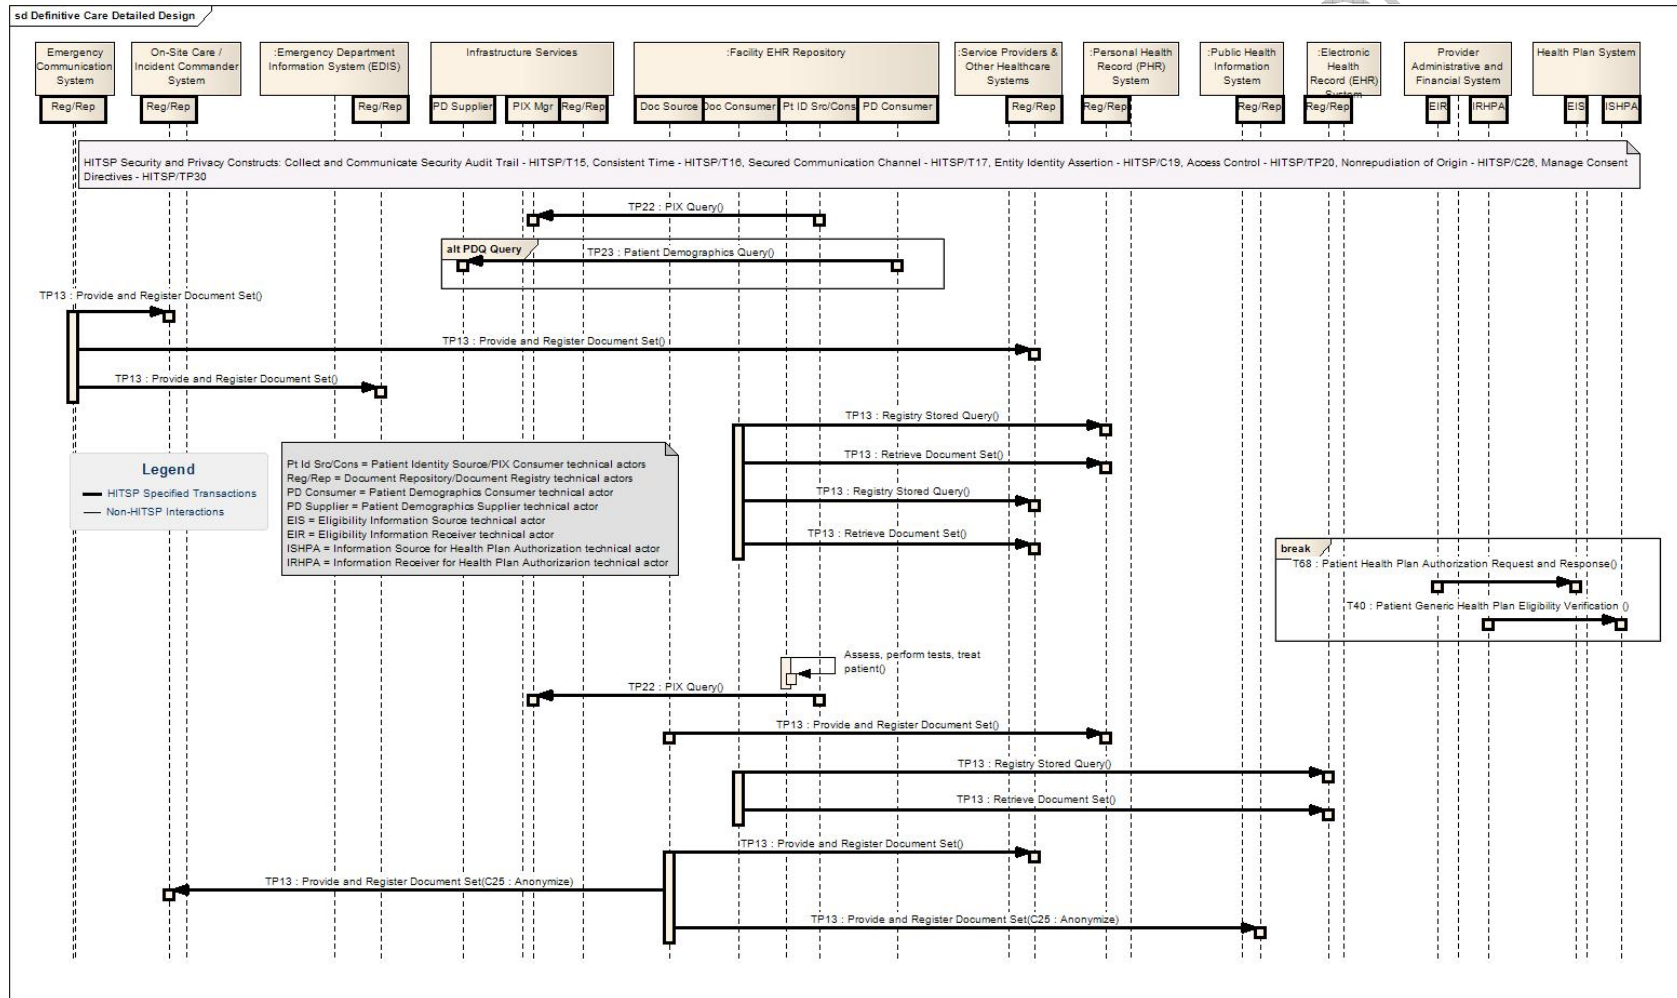 sd Definitive Care Detailed Design
Emergency
Communication
System
On-Site Care /
Incident Commander
System
:Emergency Department
Information System (EDIS)
Infrastructure Services
:Facility EHR Repository
:Service Providers &
Other Healthcare
Systems
:Personal Health
Record (PHR)
System
:Public Health
Information
System
:Electronic
Health
Record (EHR)
System
Provider
Administrative and
Financial System
Health Plan System
Reg/Rep
Reg/Rep
Reg/Rep
PD Supplier
PIX Mgr
Reg/Rep
Doc Source
Doc Consumer
Pt ID Src/Cons
PD Consumer
Reg/Rep
Reg/Rep
Reg/Rep
Reg/Rep
EIR
IRHPA
EIS
ISHPA
HITSP Security and Privacy Constructs: Collect and Communicate Security Audit Trail - HITSP/T15, Consistent Time - HITSP/T16, Secured Communication Channel - HITSP/T17, Entity Identity Assertion - HITSP/C19, Access Control - HITSP/TP20, Nonrepudiation of Origin - HITSP/C26, Manage Consent
Directives - HITSP/TP30
TP22 : PIX Query()
alt PDQ Query
TP23 : Patient Demographics Query()
TP13 : Provide and Register Document Set()
TP13 : Provide and Register Document Set()
TP13 : Provide and Register Document Set()
TP13 : Registry Stored Query()
TP13 : Retrieve Document Set()
TP13 : Registry Stored Query()
TP13 : Retrieve Document Set()
Legend
HITSP Specified Transactions
Non-HITSP Interactions
Pt Id Src/Cons = Patient Identity Source/PIX Consumer technical actors
Reg/Rep = Document Repository/Document Registry technical actors
PD Consumer = Patient Demographics Consumer technical actor
PD Supplier = Patient Demographics Supplier technical actor
EIS = Eligibility Information Source technical actor
EIR = Eligibility Information Receiver technical actor
ISHPA = Information Source for Health Plan Authorization technical actor
IRHPA = Information Receiver for Health Plan Authorizarion technical actor
break
T68 : Patient Health Plan Authorization Request and Response()
T40 : Patient Generic Health Plan Eligibility Verification ()
Assess, perform tests, treat
patient()
TP22 : PIX Query()
TP13 : Provide and Register Document Set()
TP13 : Registry Stored Query()
TP13 : Retrieve Document Set()
TP13 : Provide and Register Document Set()
TP13 : Provide and Register Document Set(C25 : Anonymize)
TP13 : Provide and Register Document Set(C25 : Anonymize)